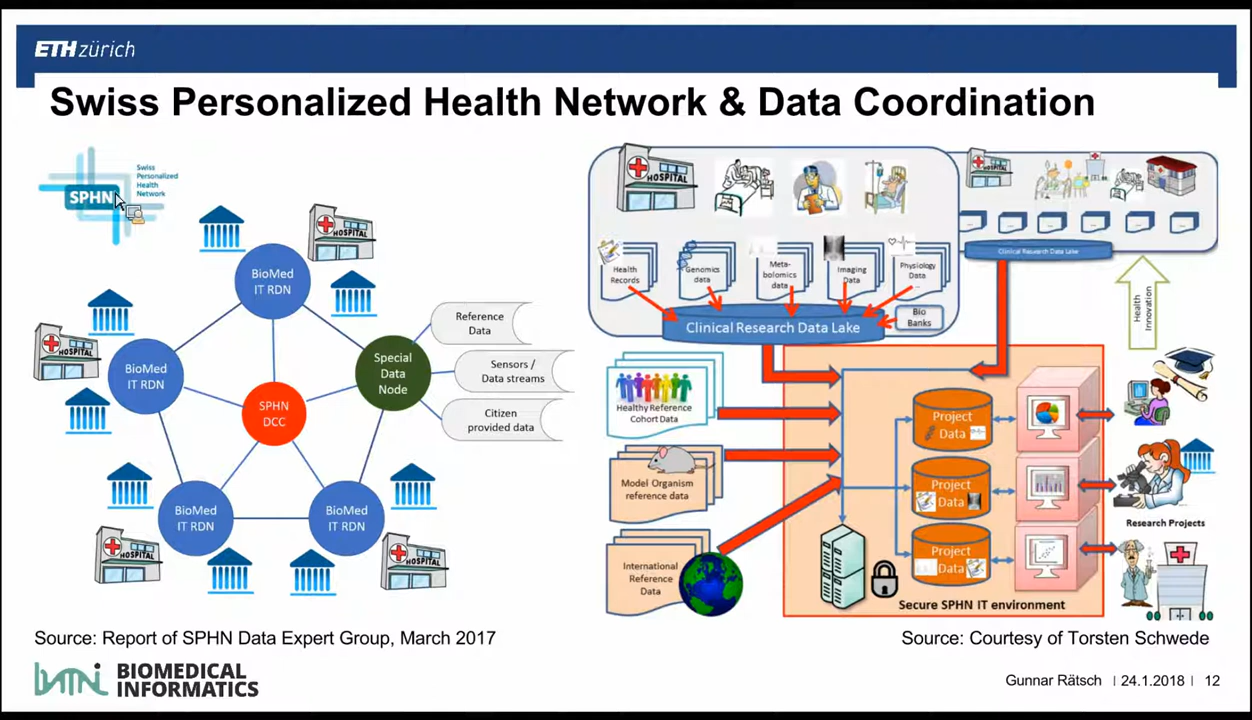 ETH zürich
Swiss Personalized Health Network & Data Coordination
SPHN
Swiss
Personalized
Health
Network
HOSPITAL
BioMed
IT RDN
HOSPITAL
BioMed
IT RDN
Special
Data
Node
SPHN
DCC
Reference
Data
Sensors /
Data streams
Citizen
provided data
BioMed
IT RDN
BioMed
IT RDN
HOSPITAL
HOSPITAL
Source: Report of SPHN Data Expert Group, March 2017
HOSPITAL
HOSPITAL
Health
Records
Genomics
data
Meta-
bolomics
data
Imaging
Data
Physiology
Data
...
Clinical Research Data Lake
Bio
Banks
Clinical Research Data Lake
Health
Innovation
Healthy Reference
Cohort Data
Model Organism
reference data
International
Reference
Data
Project
Data
Project
Data
Project
Data
Secure SPHN IT environment
Research Projects
Source: Courtesy of Torsten Schwede
BIOMEDICAL
INFORMATICS
Gunnar Rätsch | 24.1.2018 | 12